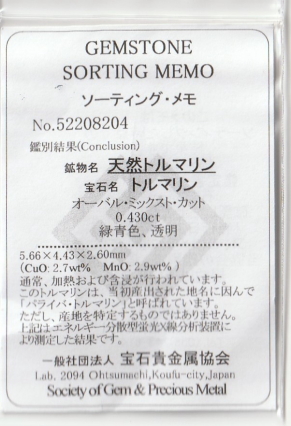 GEMSTONE
SORTING MEMO
ソーティング・メモ
No.52208204
鑑別結果(Conclusion)
鉱物名 天然トルマリン
宝石名 トルマリン
オーバル・ミックスト・カット
0.430ct
緑青色、透明
5.66×4.43×2.60mm
(CuO: 2.7wt% MnO: 2.9wt% )
通常、加熱および含浸が行われています。
このトルマリンは、当初産出された地名に因んで
「パライバ・トルマリン」と呼ばれています。
ただし、産地を特定するものではありません。
上記はエネルギー分散型蛍光X線分析装置に
より測定した結果です。
一般社団法人 宝石貴金属協会
Lab. 2094 Ohtsumachi,Koufu-city,Japan
Society of Gem & Precious Metal